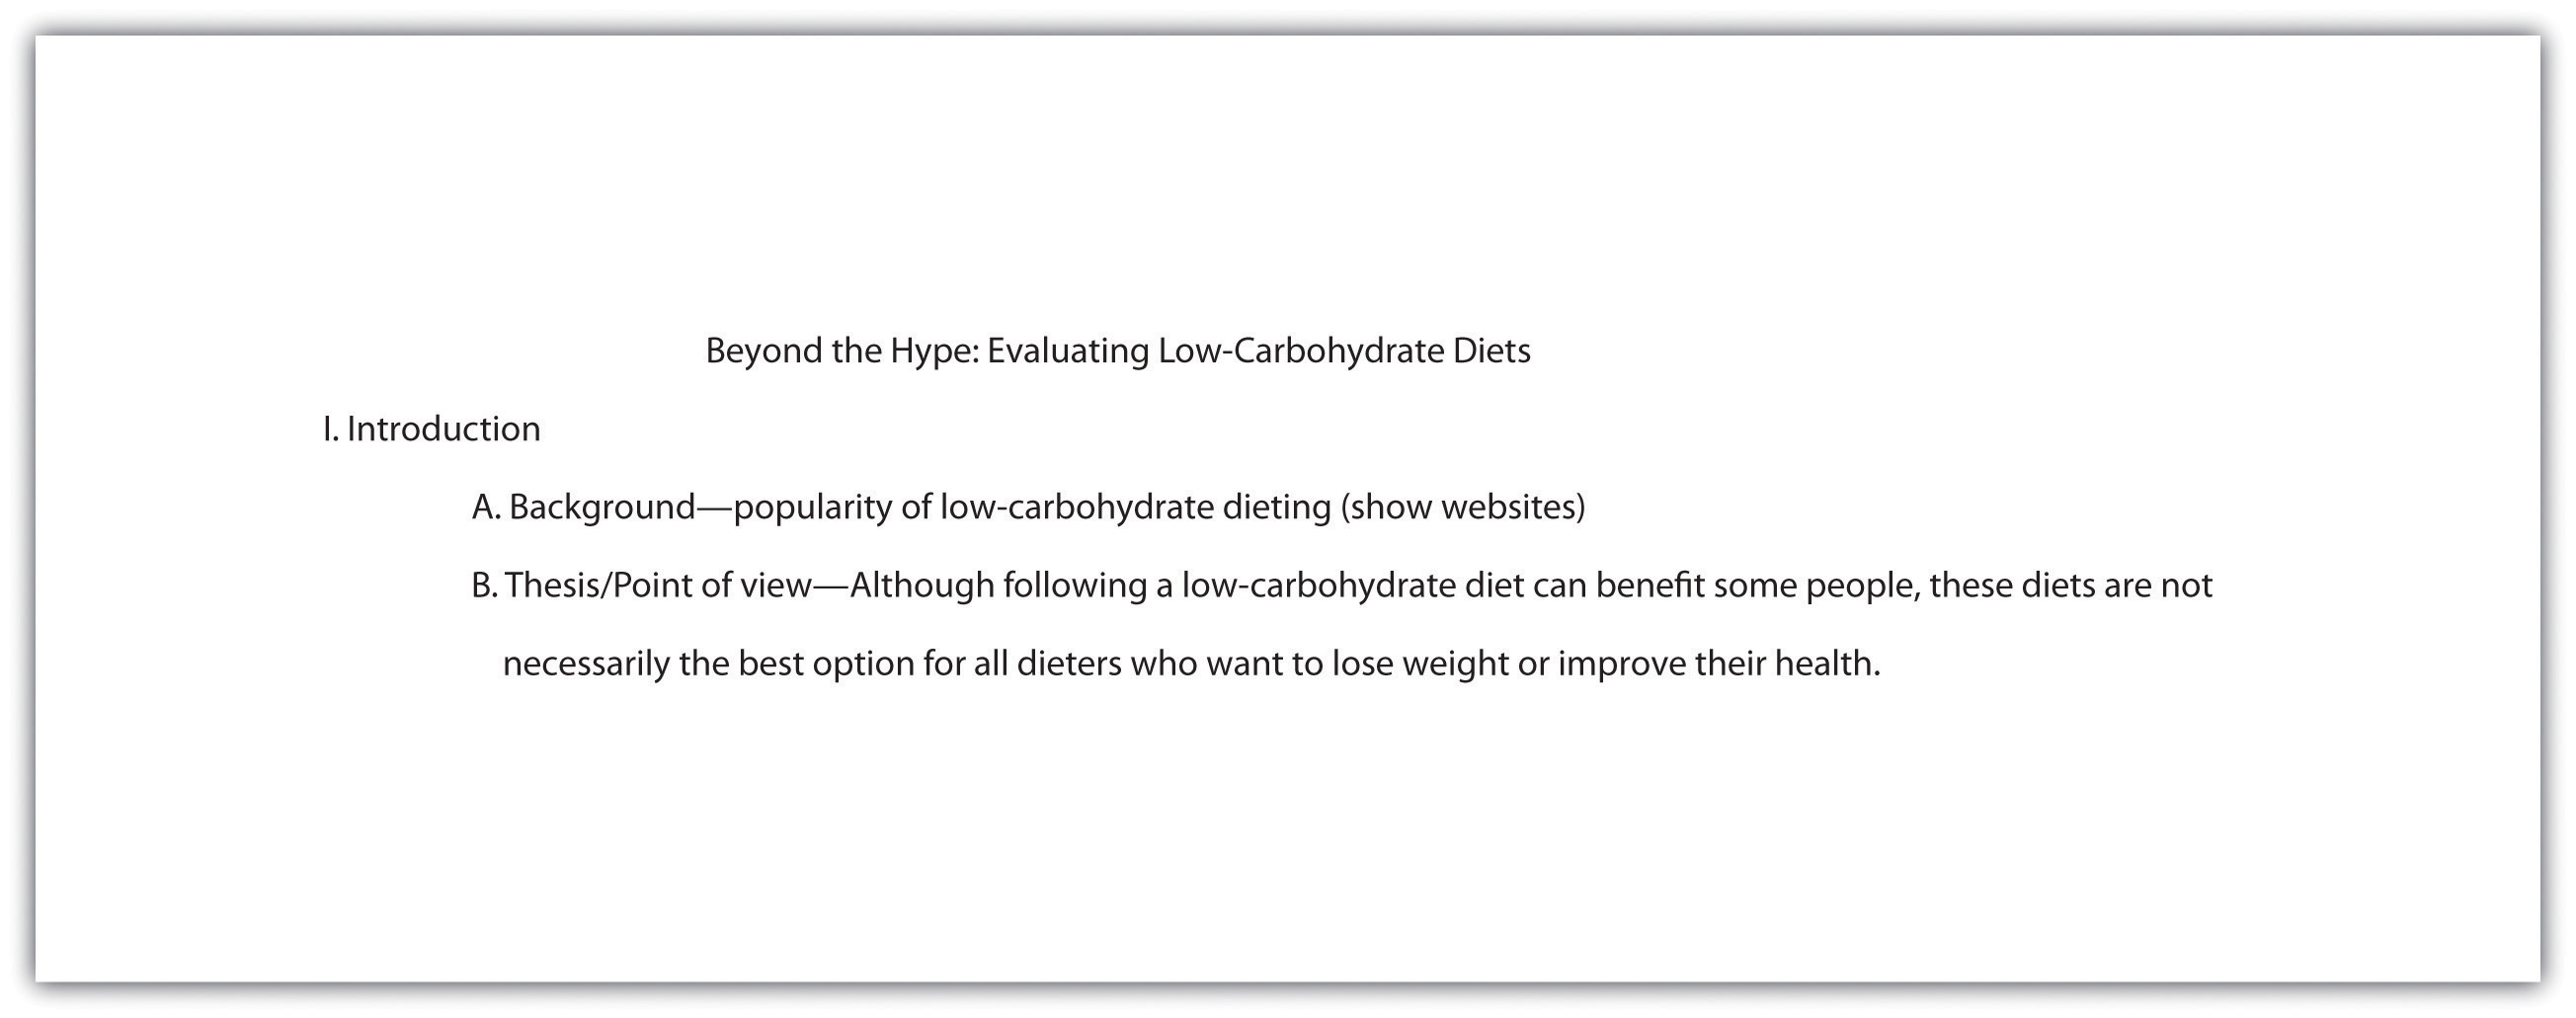 Beyond the Hype: Evaluating Low-Carbohydrate Diets
I. Introduction
A. Background—popularity of low-carbohydrate dieting (show websites)
B. Thesis/Point of view—Although following a low-carbohydrate diet can benefit some people, these diets are not
necessarily the best option for all dieters who want to lose weight or improve their health.